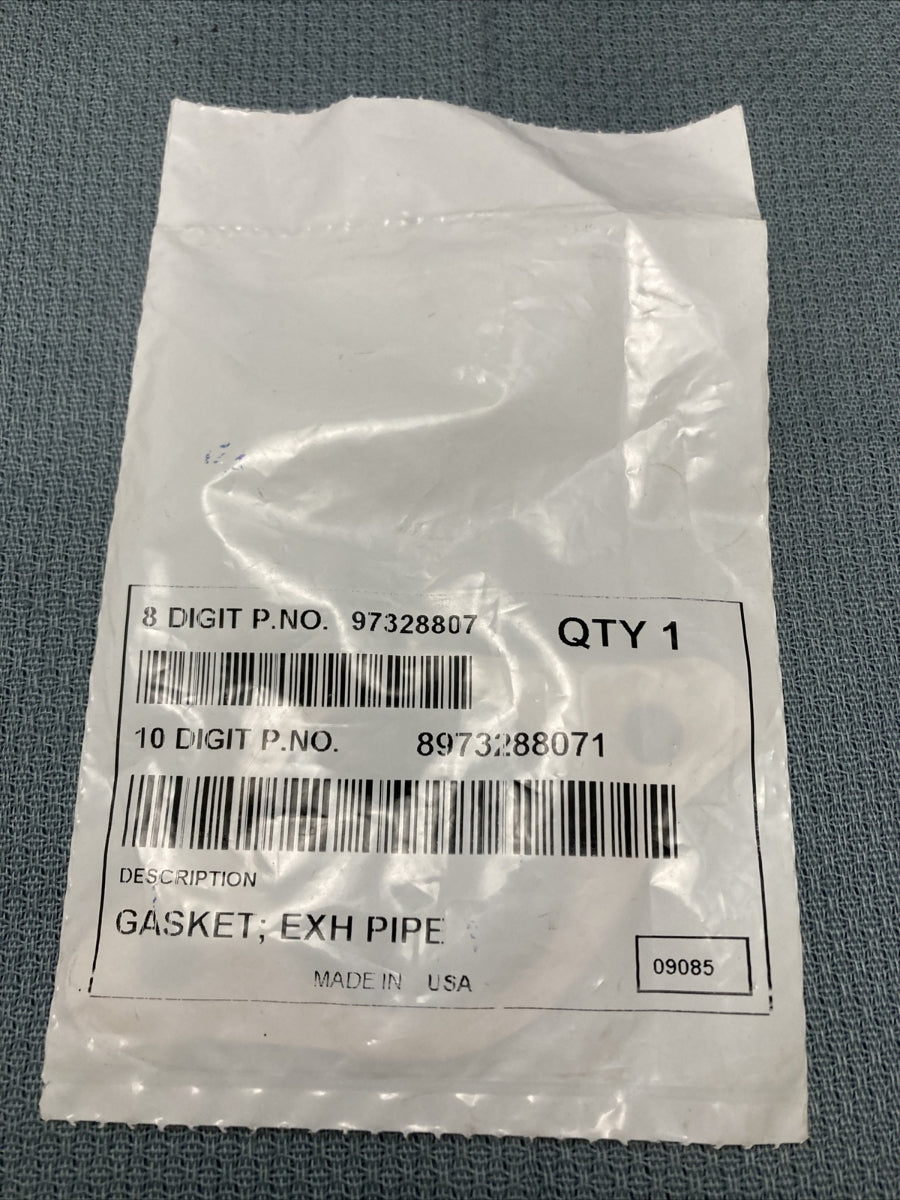 8 DIGIT P.NO. 97328807
QTY 1
10 DIGIT P.NO. 8973288071
DESCRIPTION
GASKET; EXH PIPE
09085
MADE IN USA